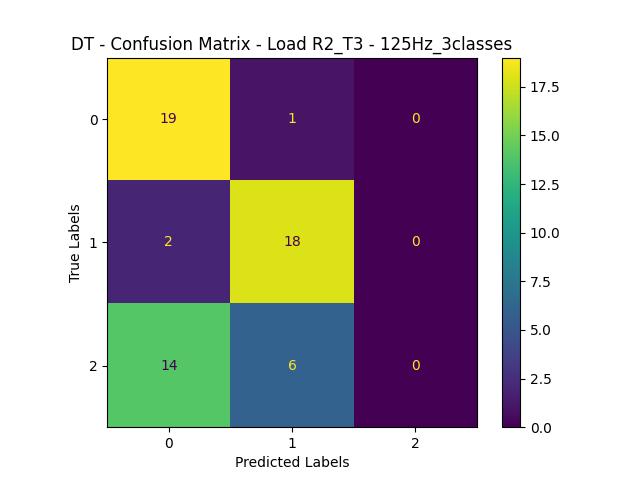 DT - Confusion Matrix - Load R2_T3 - 125Hz_3classes
True Labels
0
1
2
19 1 0
2 18 0
14 6 0
0 1 2
Predicted Labels
17.5
15.0
12.5
10.0
7.5
5.0
2.5
0.0